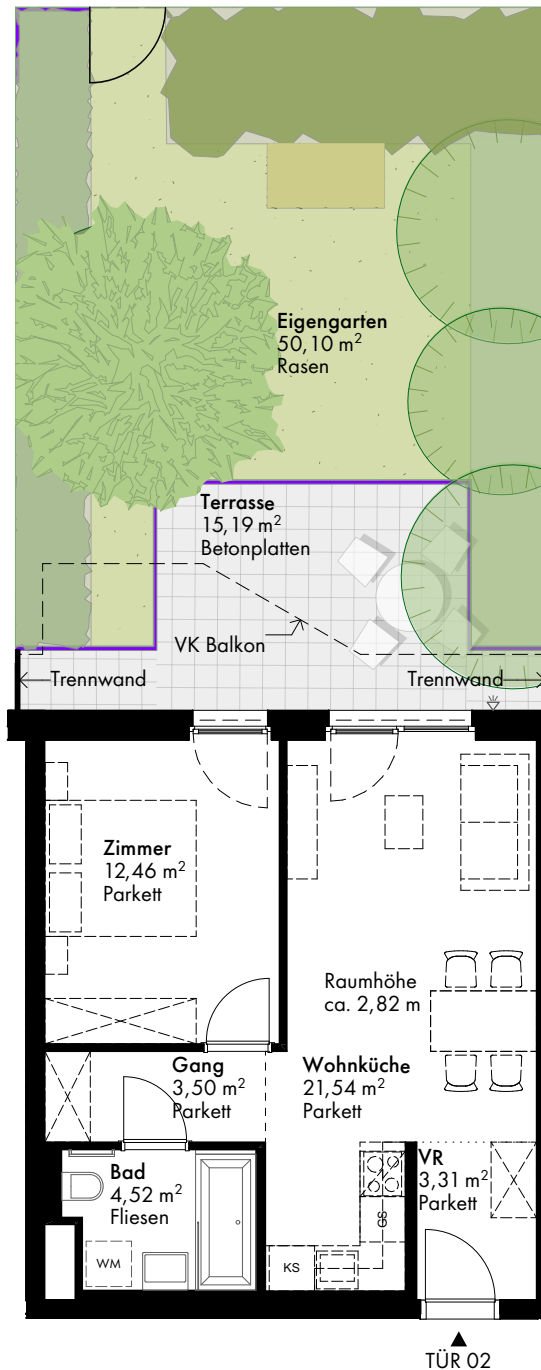 Eigengarten
50,10 m²
Rasen
Terrasse
15,19 m²
Betonplatten
VK Balkon
Trennwand
Trennwand
Zimmer
12,46 m²
Parkett
Raumhöhe
ca. 2,82 m
Gang
3,50 m²
Parkett
Wohnküche
21,54 m²
Parkett
Bad
4,52 m²
Fliesen
VR
3,31 m²
Parkett
GS
WM
KS
TÜR 02